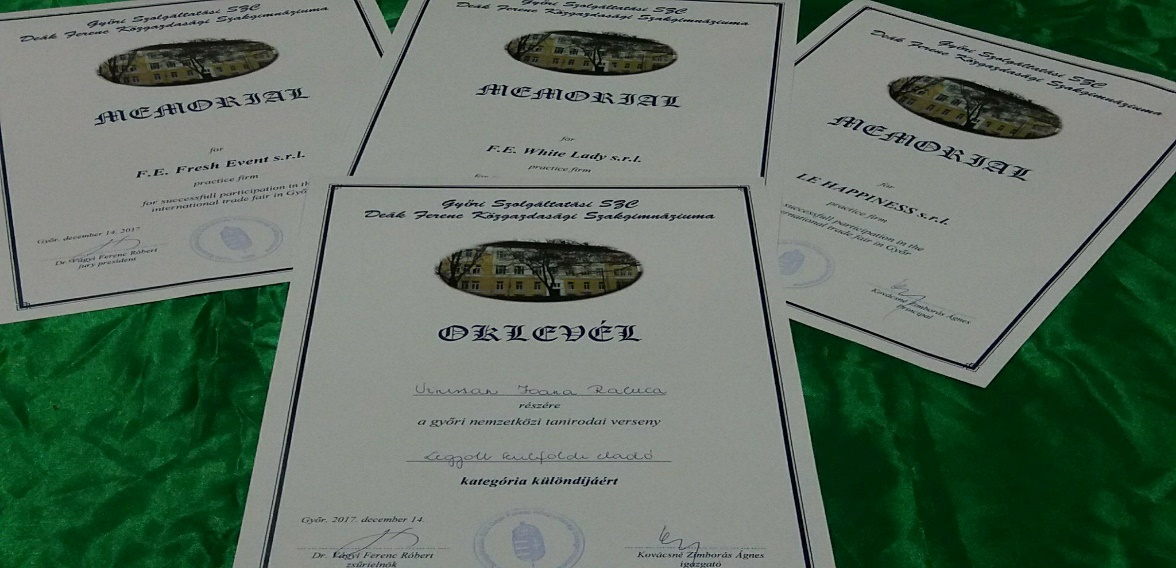 Győri Szolgáltatási SZC
Deák Ferenc Közgazdasági Szakgimnáziuma
MEMORIAL
for
F.E. Fresh Event s.r.l.
practice firm
for successfull participation in th
international trade fair in Győ
Győr, december 14. 2017
Dr Vágyi Ferenc Róbert
jury president
Győri Szolgáltatási SZC
Deák Ferenc Közgazdasági Szakgimnáziuma
MEMORIAL
for
F.E. White Lady s.r.l.
practice firm
Győri Szolgáltatási SZC
Deák Ferenc Közgazdasági Szakgimnáziuma
MEMORIAL
for
LE HAPPINESS s.r.l.
practice firm
successfull participation in the
ernational trade fair in Győr
Kovácsné Zimborás Ágnes
principal
Győri Szolgáltatási SZC
Deák Ferenc Közgazdasági Szakgimnáziuma
OKLEVÉL
Ioana Raluca
részére
a győri nemzetközi tanirodai verseny
Legjobb külföldi eladó
kategória különdíjáért
Győr, 2017. december 14.
Dr. Vágyi Ferenc Róbert
zsűrielnök
Kovácsné Zimborás Ágnes
igazgató